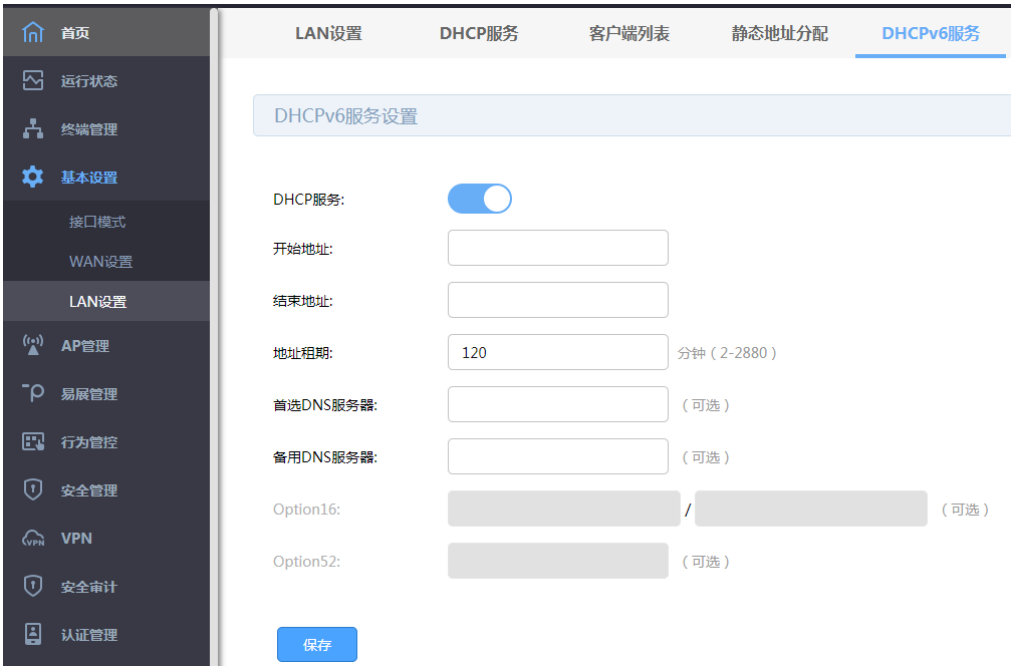 首页
运行状态
终端管理
基本设置
接口模式
WAN设置
LAN设置
AP管理
易展管理
行为管控
安全管理
VPN
VPN
安全审计
认证管理
LAN设置 DHCP服务 客户端列表 静态地址分配 DHCPv6服务
DHCPv6服务设置
DHCP服务:
开始地址:
结束地址:
地址租期: 120 分钟（2-2880）
首选DNS服务器: （可选）
备用DNS服务器: （可选）
Option16: / （可选）
Option52: （可选）
保存